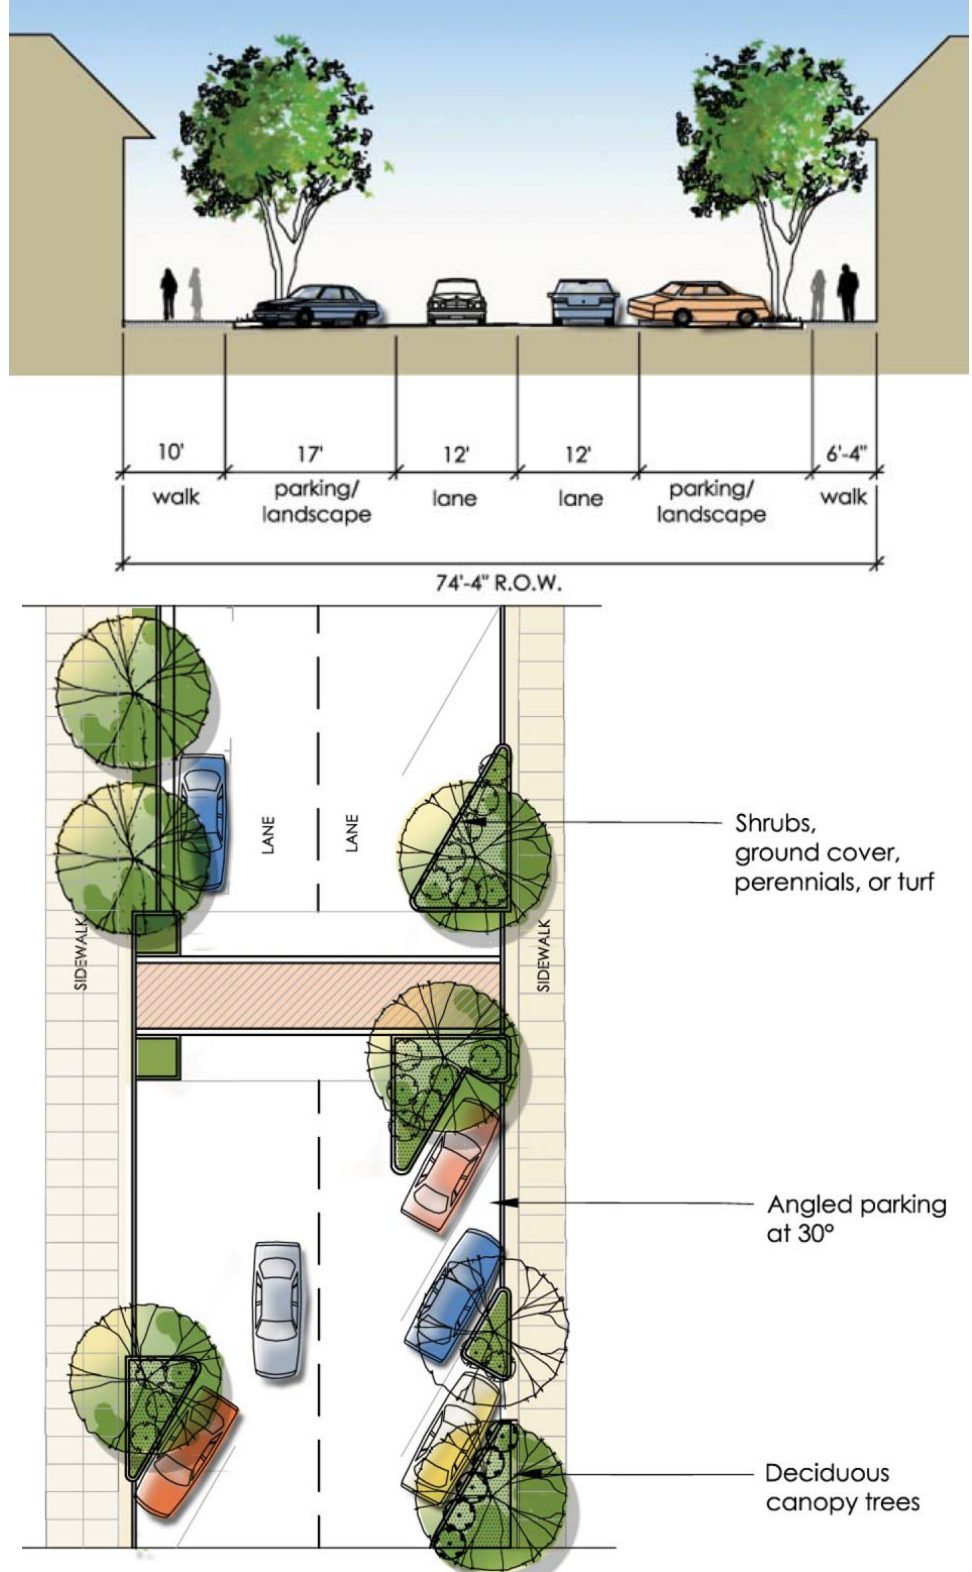 10' 17' 12' 12' 6'-4"
walk parking/ lane lane parking/ walk
landscape landscape
74'-4" R.O.W.
LANE
LANE
Shrubs,
ground cover,
perennials, or turf
SIDEWALK
SIDEWALK
Angled parking
at 30°
Deciduous
canopy trees